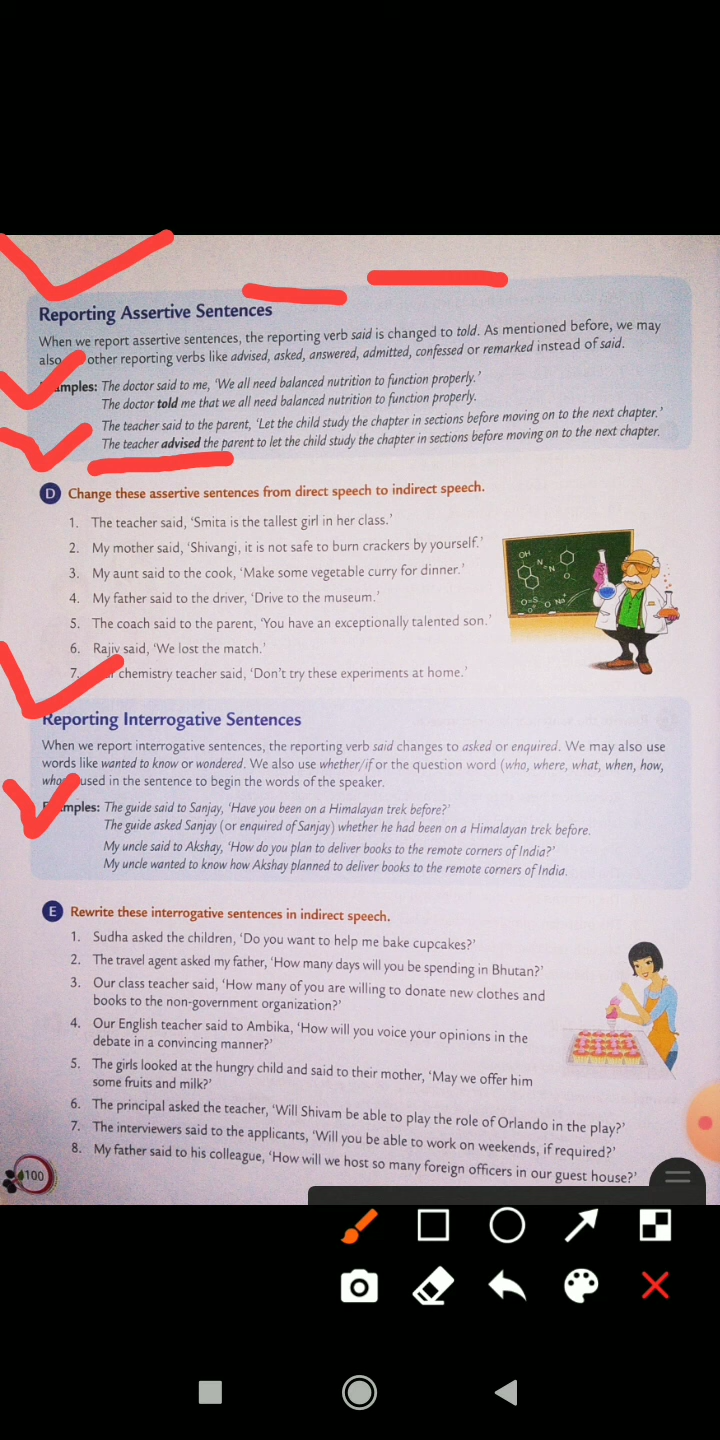 Reporting Assertive Sentences
When we report assertive sentences, the reporting verb said is changed to told. As mentioned before, we may
also other reporting verbs like advised, asked, answered, admitted, confessed or remarked instead of said.
The doctor said to me, ‘We all need balanced nutrition to function properly.’
The doctor told me that we all need balanced nutrition to function properly.
The teacher said to the parent, ‘Let the child study the chapter in sections before moving on to the next chapter.’
The teacher advised the parent to let the child study the chapter in sections before moving on to the next chapter.
D Change these assertive sentences from direct speech to indirect speech.
1. The teacher said, ‘Smita is the tallest girl in her class.’
2. My mother said, ‘Shivangi, it is not safe to burn crackers by yourself.’
3. My aunt said to the cook, ‘Make some vegetable curry for dinner.’
4. My father said to the driver, ‘Drive to the museum.’
5. The coach said to the parent, ‘You have an exceptionally talented son.’
6. Rajiv said, ‘We lost the match.’
7. chemistry teacher said, ‘Don’t try these experiments at home.’
OH
N
N
O
O=S
O
O
Na+
Reporting Interrogative Sentences
When we report interrogative sentences, the reporting verb said changes to asked or enquired. We may also use
words like wanted to know or wondered. We also use whether/if or the question word (who, where, what, when, how,
used in the sentence to begin the words of the speaker.
The guide said to Sanjay, ‘Have you been on a Himalayan trek before?’
The guide asked Sanjay (or enquired of Sanjay) whether he had been on a Himalayan trek before.
My uncle said to Akshay, ‘How do you plan to deliver books to the remote corners of India?’
My uncle wanted to know how Akshay planned to deliver books to the remote corners of India.
E Rewrite these interrogative sentences in indirect speech.
1. Sudha asked the children, ‘Do you want to help me bake cupcakes?’
2. The travel agent asked my father, ‘How many days will you be spending in Bhutan?’
3. Our class teacher said, ‘How many of you are willing to donate new clothes and
books to the non-government organization?’
4. Our English teacher said to Ambika, ‘How will you voice your opinions in the
debate in a convincing manner?’
5. The girls looked at the hungry child and said to their mother, ‘May we offer him
some fruits and milk?’
6. The principal asked the teacher, ‘Will Shivam be able to play the role of Orlando in the play?’
7. The interviewers said to the applicants, ‘Will you be able to work on weekends, if required?’
8. My father said to his colleague, ‘How will we host so many foreign officers in our guest house?’
100